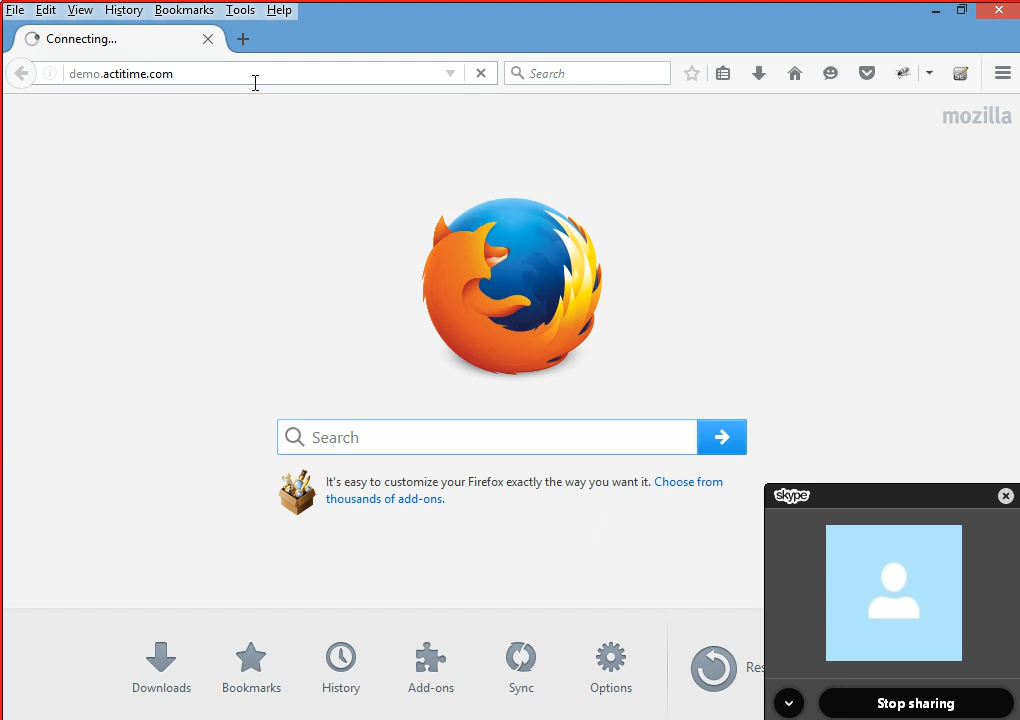 File Edit View History Bookmarks Tools Help
Connecting...
demo.actitime.com
Search
mozilla
Search
It's easy to customize your Firefox exactly the way you want it. Choose from
thousands of add-ons.
skype
Downloads Bookmarks History Add-ons Sync Options
Stop sharing